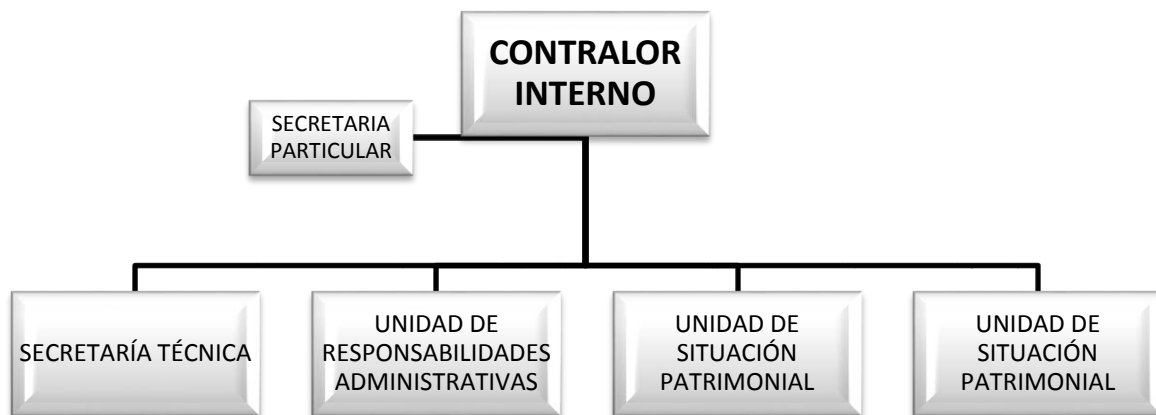 CONTRALOR
INTERNO
SECRETARIA
PARTICULAR
SECRETARÍA TÉCNICA
UNIDAD DE
RESPONSABILIDADES
ADMINISTRATIVAS
UNIDAD DE
SITUACIÓN
PATRIMONIAL
UNIDAD DE
SITUACIÓN
PATRIMONIAL